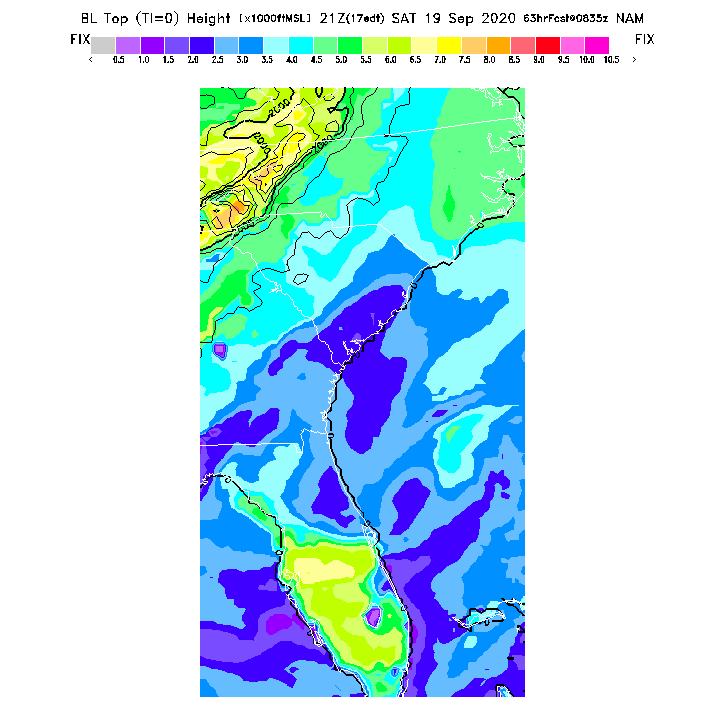 BL Top (TI=0) Height [x1000ftMSL] 21Z(17edt) SAT 19 Sep 2020 63hrFcst@0835z NAM
FIX FIX
< 0.5 1.0 1.5 2.0 2.5 3.0 3.5 4.0 4.5 5.0 5.5 6.0 6.5 7.0 7.5 8.0 8.5 9.0 9.5 10.0 10.5 >
2000
2000